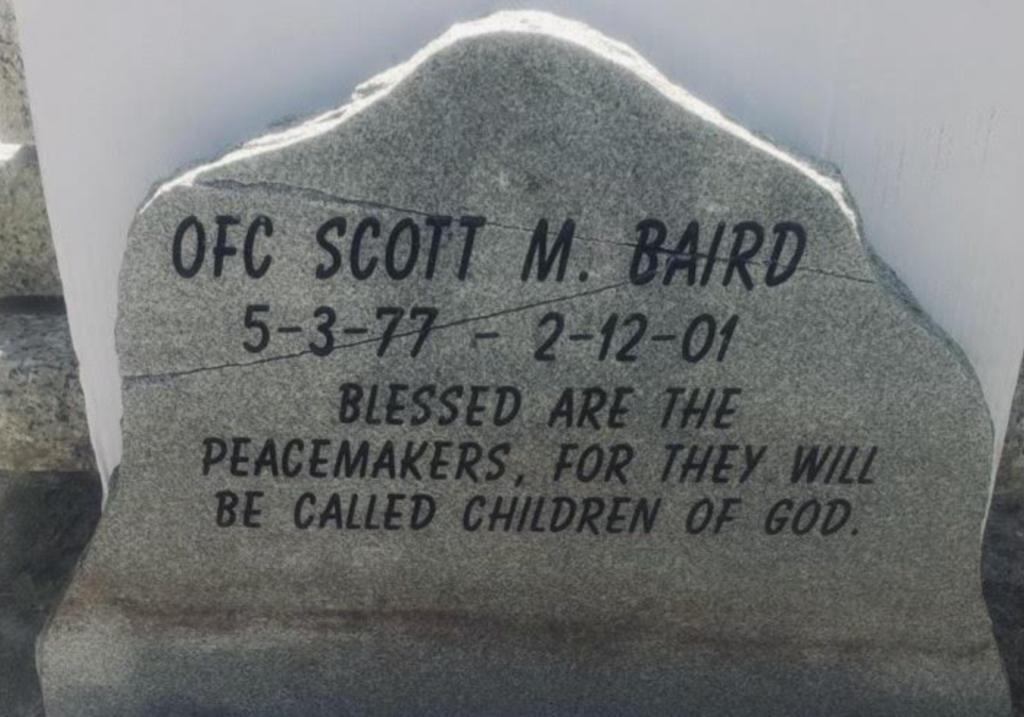 OFC SCOTT M. BAIRD
5-3-77 - 2-12-01
BLESSED ARE THE
PEACEMAKERS, FOR THEY WILL
BE CALLED CHILDREN OF GOD.